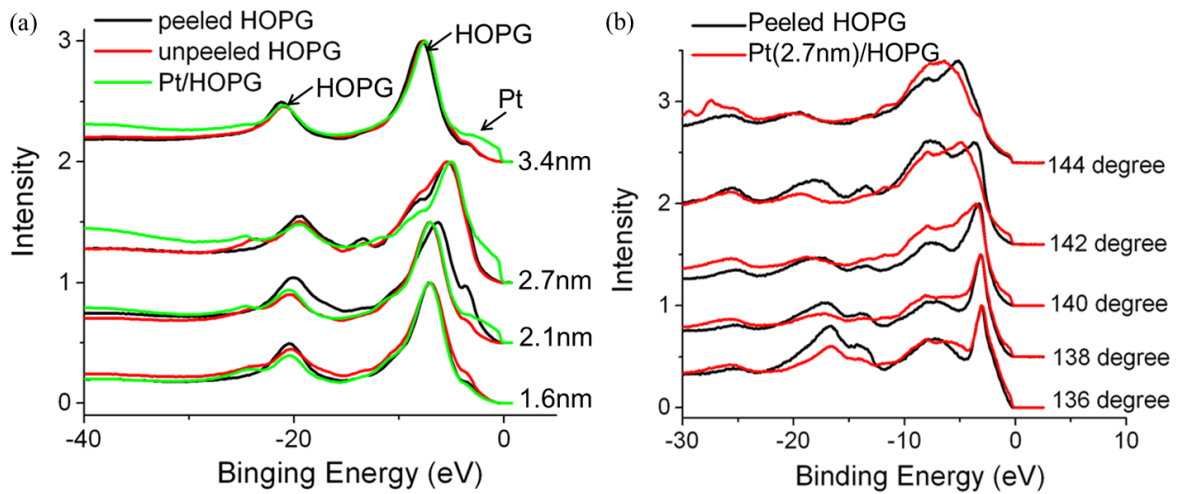 (a)
peeled HOPG
unpeeled HOPG
Pt/HOPG
HOPG
HOPG
Pt
3.4nm
2.7nm
2.1nm
1.6nm
3
2
1
0
Intensity
-40
-20
0
Binging Energy (eV)
(b)
Peeled HOPG
Pt(2.7nm)/HOPG
144 degree
142 degree
140 degree
138 degree
136 degree
3
2
1
0
Intensity
-30
-20
-10
0
10
Binding Energy (eV)